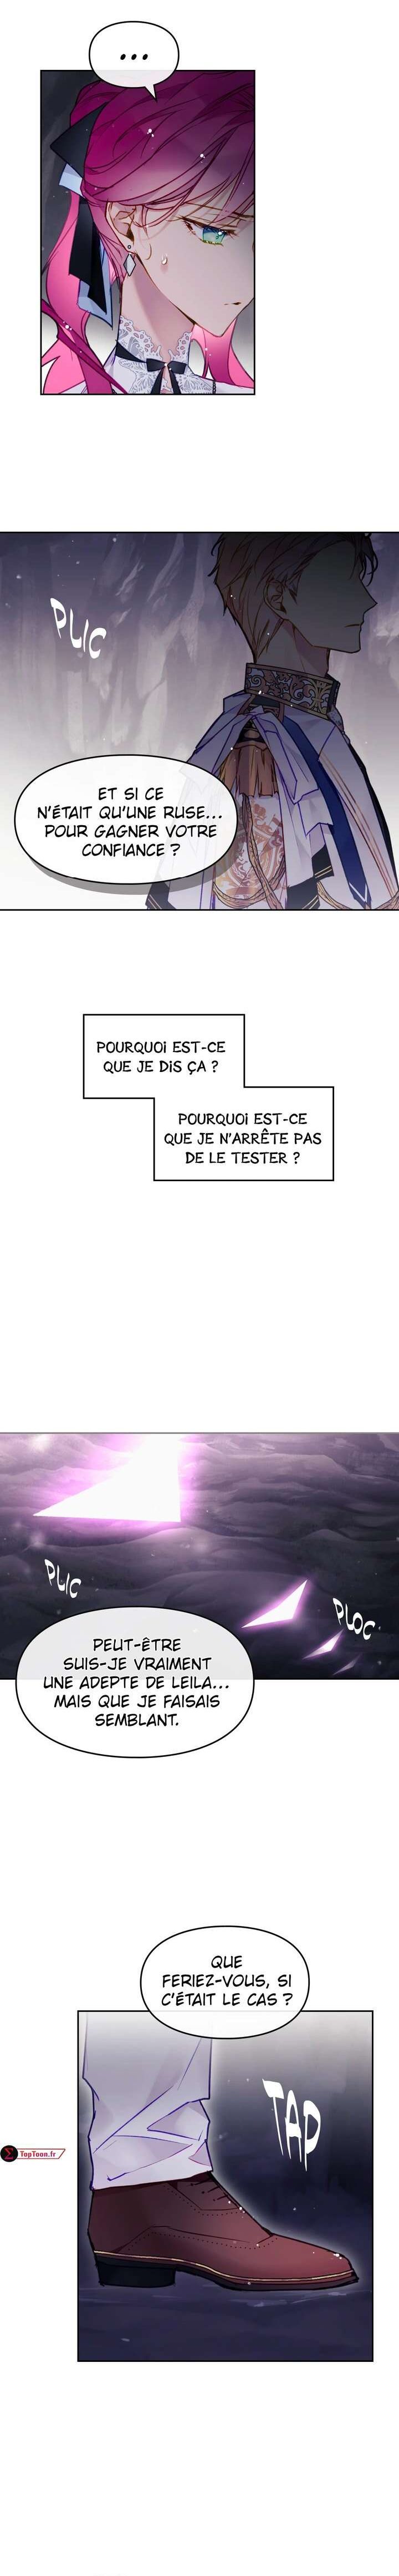 ...
PLIC
ET SI CE
N'ÉTAIT QU'UNE RUSE...
POUR GAGNER VOTRE
CONFIANCE ?
POURQUOI EST-CE
QUE JE DIS ÇA ?
POURQUOI EST-CE
QUE JE N'ARRÊTE PAS
DE LE TESTER ?
PLIC
PLOC
PEUT-ÊTRE
SUIS-JE VRAIMENT
UNE ADEPTE DE LEILA...
MAIS QUE JE FAISAIS
SEMBLANT.
QUE
FERIEZ-VOUS, SI
C'ÉTAIT LE CAS ?
TAP
TopToon.fr